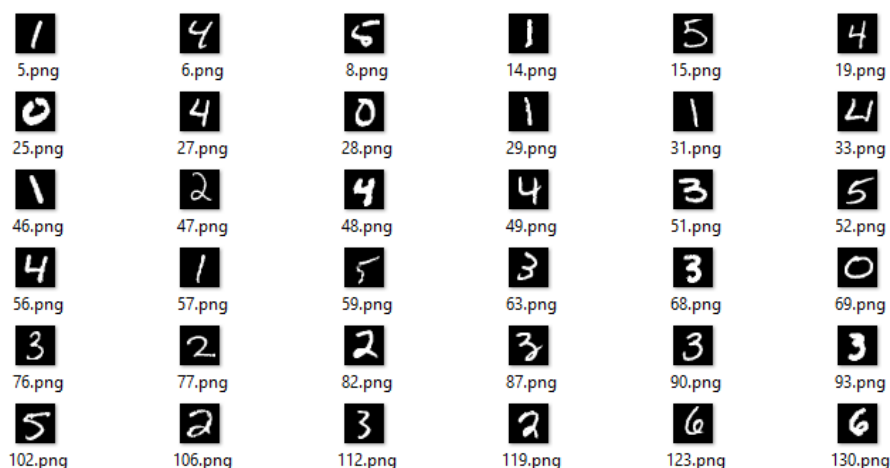 1 4 5 1 5 4
5.png 6.png 8.png 14.png 15.png 19.png
0 4 0 1 1 4
25.png 27.png 28.png 29.png 31.png 33.png
1 2 4 4 3 5
46.png 47.png 48.png 49.png 51.png 52.png
4 1 5 3 3 0
56.png 57.png 59.png 63.png 68.png 69.png
3 2 2 3 3 3
76.png 77.png 82.png 87.png 90.png 93.png
5 2 3 2 6 6
102.png 106.png 112.png 119.png 123.png 130.png